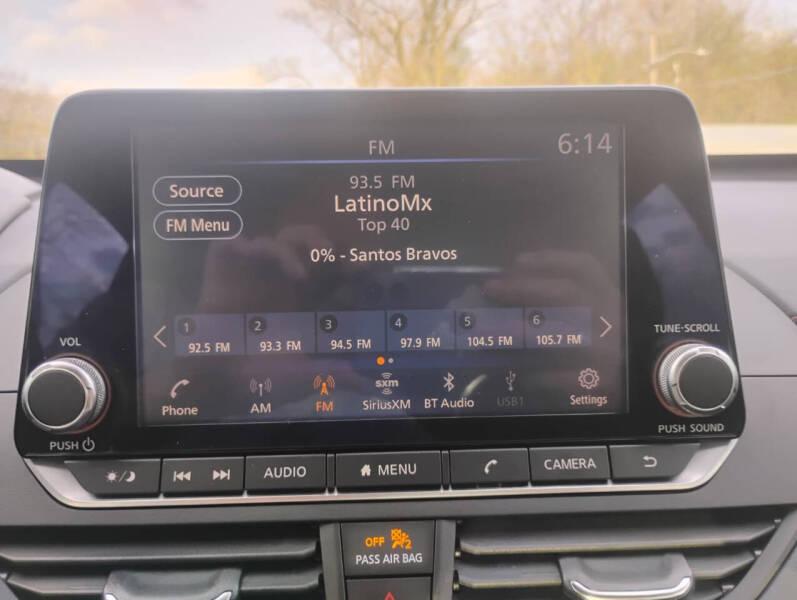 FM
6:14
Source
FM Menu
93.5 FM
LatinoMx
Top 40
0% - Santos Bravos
1
92.5 FM
2
93.3 FM
3
94.5 FM
4
97.9 FM
5
104.5 FM
6
105.7 FM
Phone
AM
FM
sxm
SiriusXM
BT Audio
USB1
Settings
VOL
PUSH
TUNE·SCROLL
PUSH SOUND
AUDIO
MENU
CAMERA
OFF
2
PASS AIR BAG